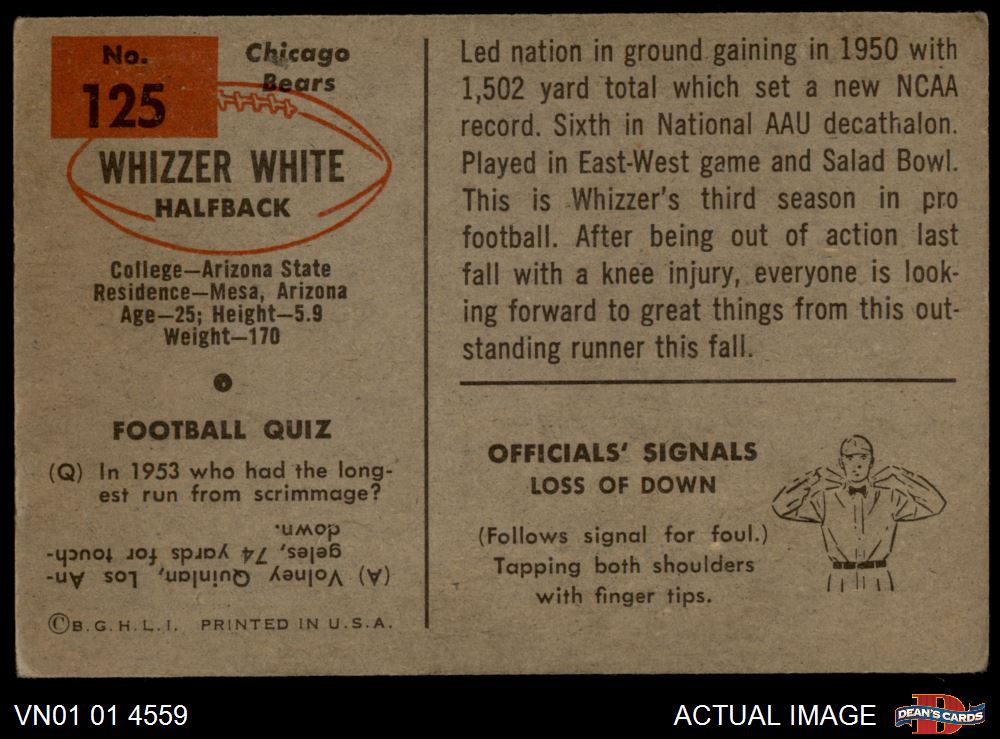 No.
125
Chicago
Bears
WHIZZER WHITE
HALFBACK
College—Arizona State
Residence—Mesa, Arizona
Age—25; Height—5.9
Weight—170
FOOTBALL QUIZ
(Q) In 1953 who had the long-
est run from scrimmage?
(A) Volney Quinlan, Los An-
geles, 74 yards for touch-
down.
©B.G.H.L.I. PRINTED IN U.S.A.
Led nation in ground gaining in 1950 with
1,502 yard total which set a new NCAA
record. Sixth in National AAU decathalon.
Played in East-West game and Salad Bowl.
This is Whizzer's third season in pro
football. After being out of action last
fall with a knee injury, everyone is look-
ing forward to great things from this out-
standing runner this fall.
OFFICIALS' SIGNALS
LOSS OF DOWN
(Follows signal for foul.)
Tapping both shoulders
with finger tips.
VN01 01 4559
ACTUAL IMAGE
D
DEAN'S CARDS